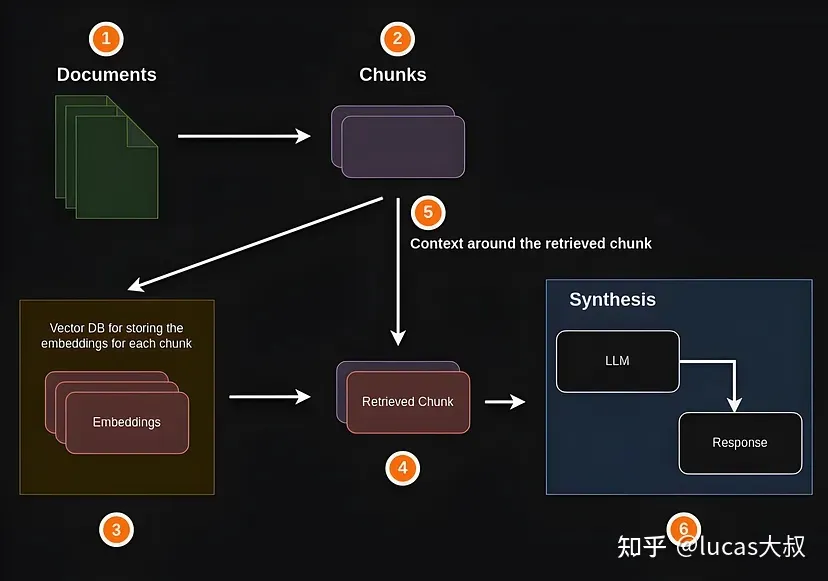 1
2
Documents
Chunks
5
Context around the retrieved chunk
Vector DB for storing the
embeddings for each chunk
Embeddings
3
Retrieved Chunk
4
Synthesis
LLM
Response
6
知乎 @lucas大叔